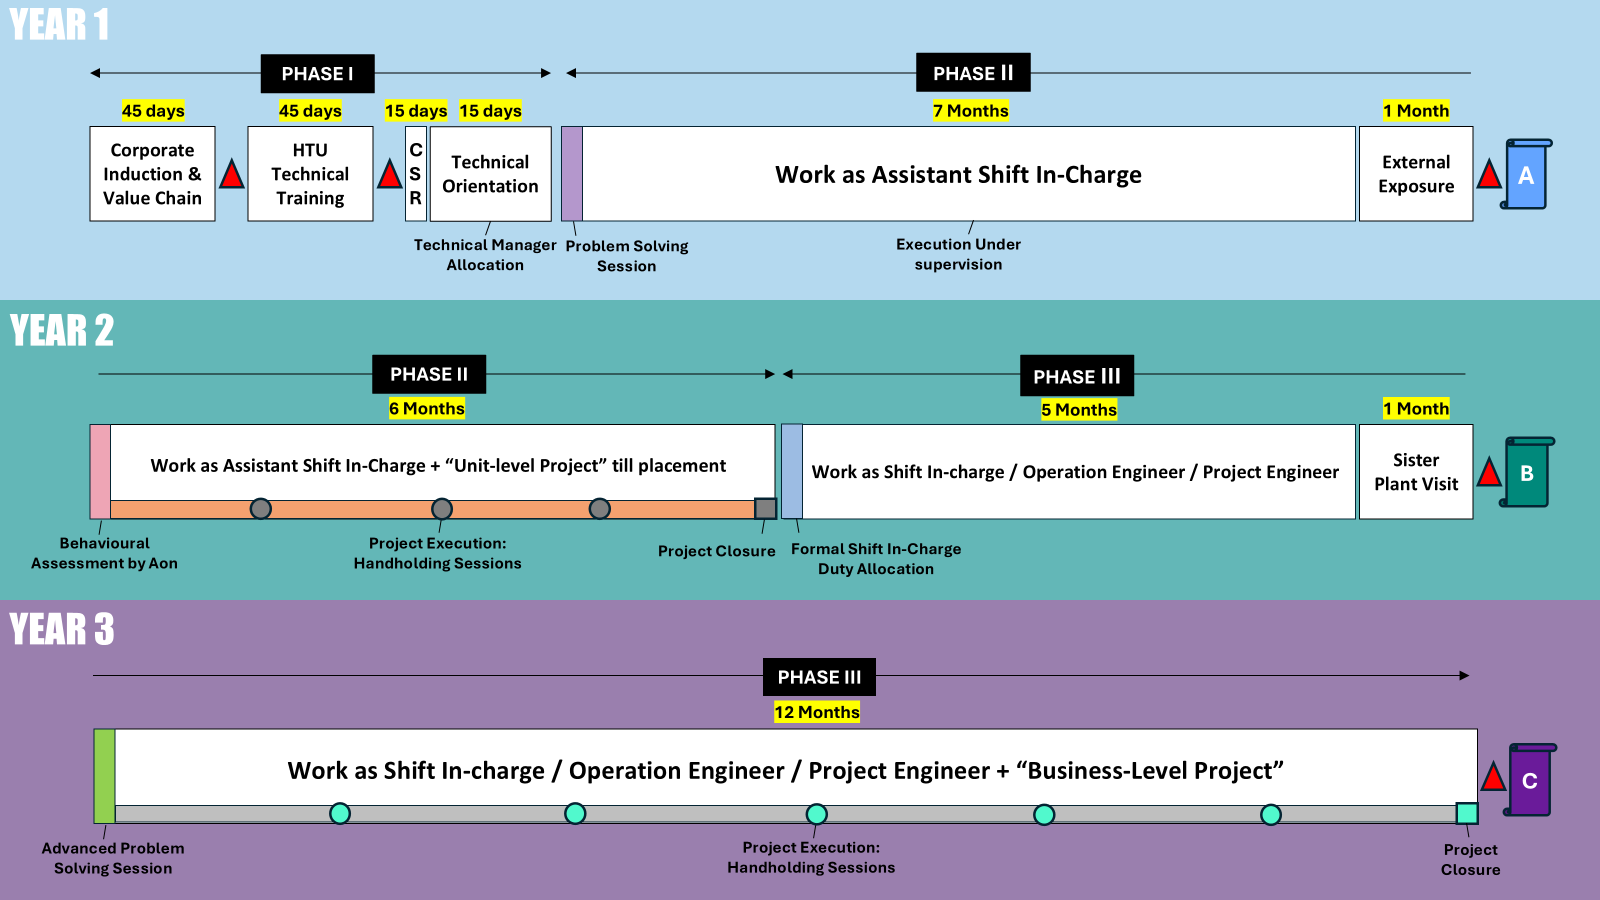 YEAR 1
PHASE I
PHASE II
45 days
45 days
15 days
15 days
7 Months
1 Month
Corporate
Induction &
Value Chain
HTU
Technical
Training
C
S
R
Technical
Orientation
Work as Assistant Shift In-Charge
External
Exposure
A
Technical Manager
Allocation
Problem Solving
Session
Execution Under
supervision
YEAR 2
PHASE II
PHASE III
6 Months
5 Months
1 Month
Work as Assistant Shift In-Charge + “Unit-level Project” till placement
Work as Shift In-charge / Operation Engineer / Project Engineer
Sister
Plant Visit
B
Behavioural
Assessment by Aon
Project Execution:
Handholding Sessions
Project Closure
Formal Shift In-Charge
Duty Allocation
YEAR 3
PHASE III
12 Months
Work as Shift In-charge / Operation Engineer / Project Engineer + “Business-Level Project”
C
Advanced Problem
Solving Session
Project Execution:
Handholding Sessions
Project
Closure